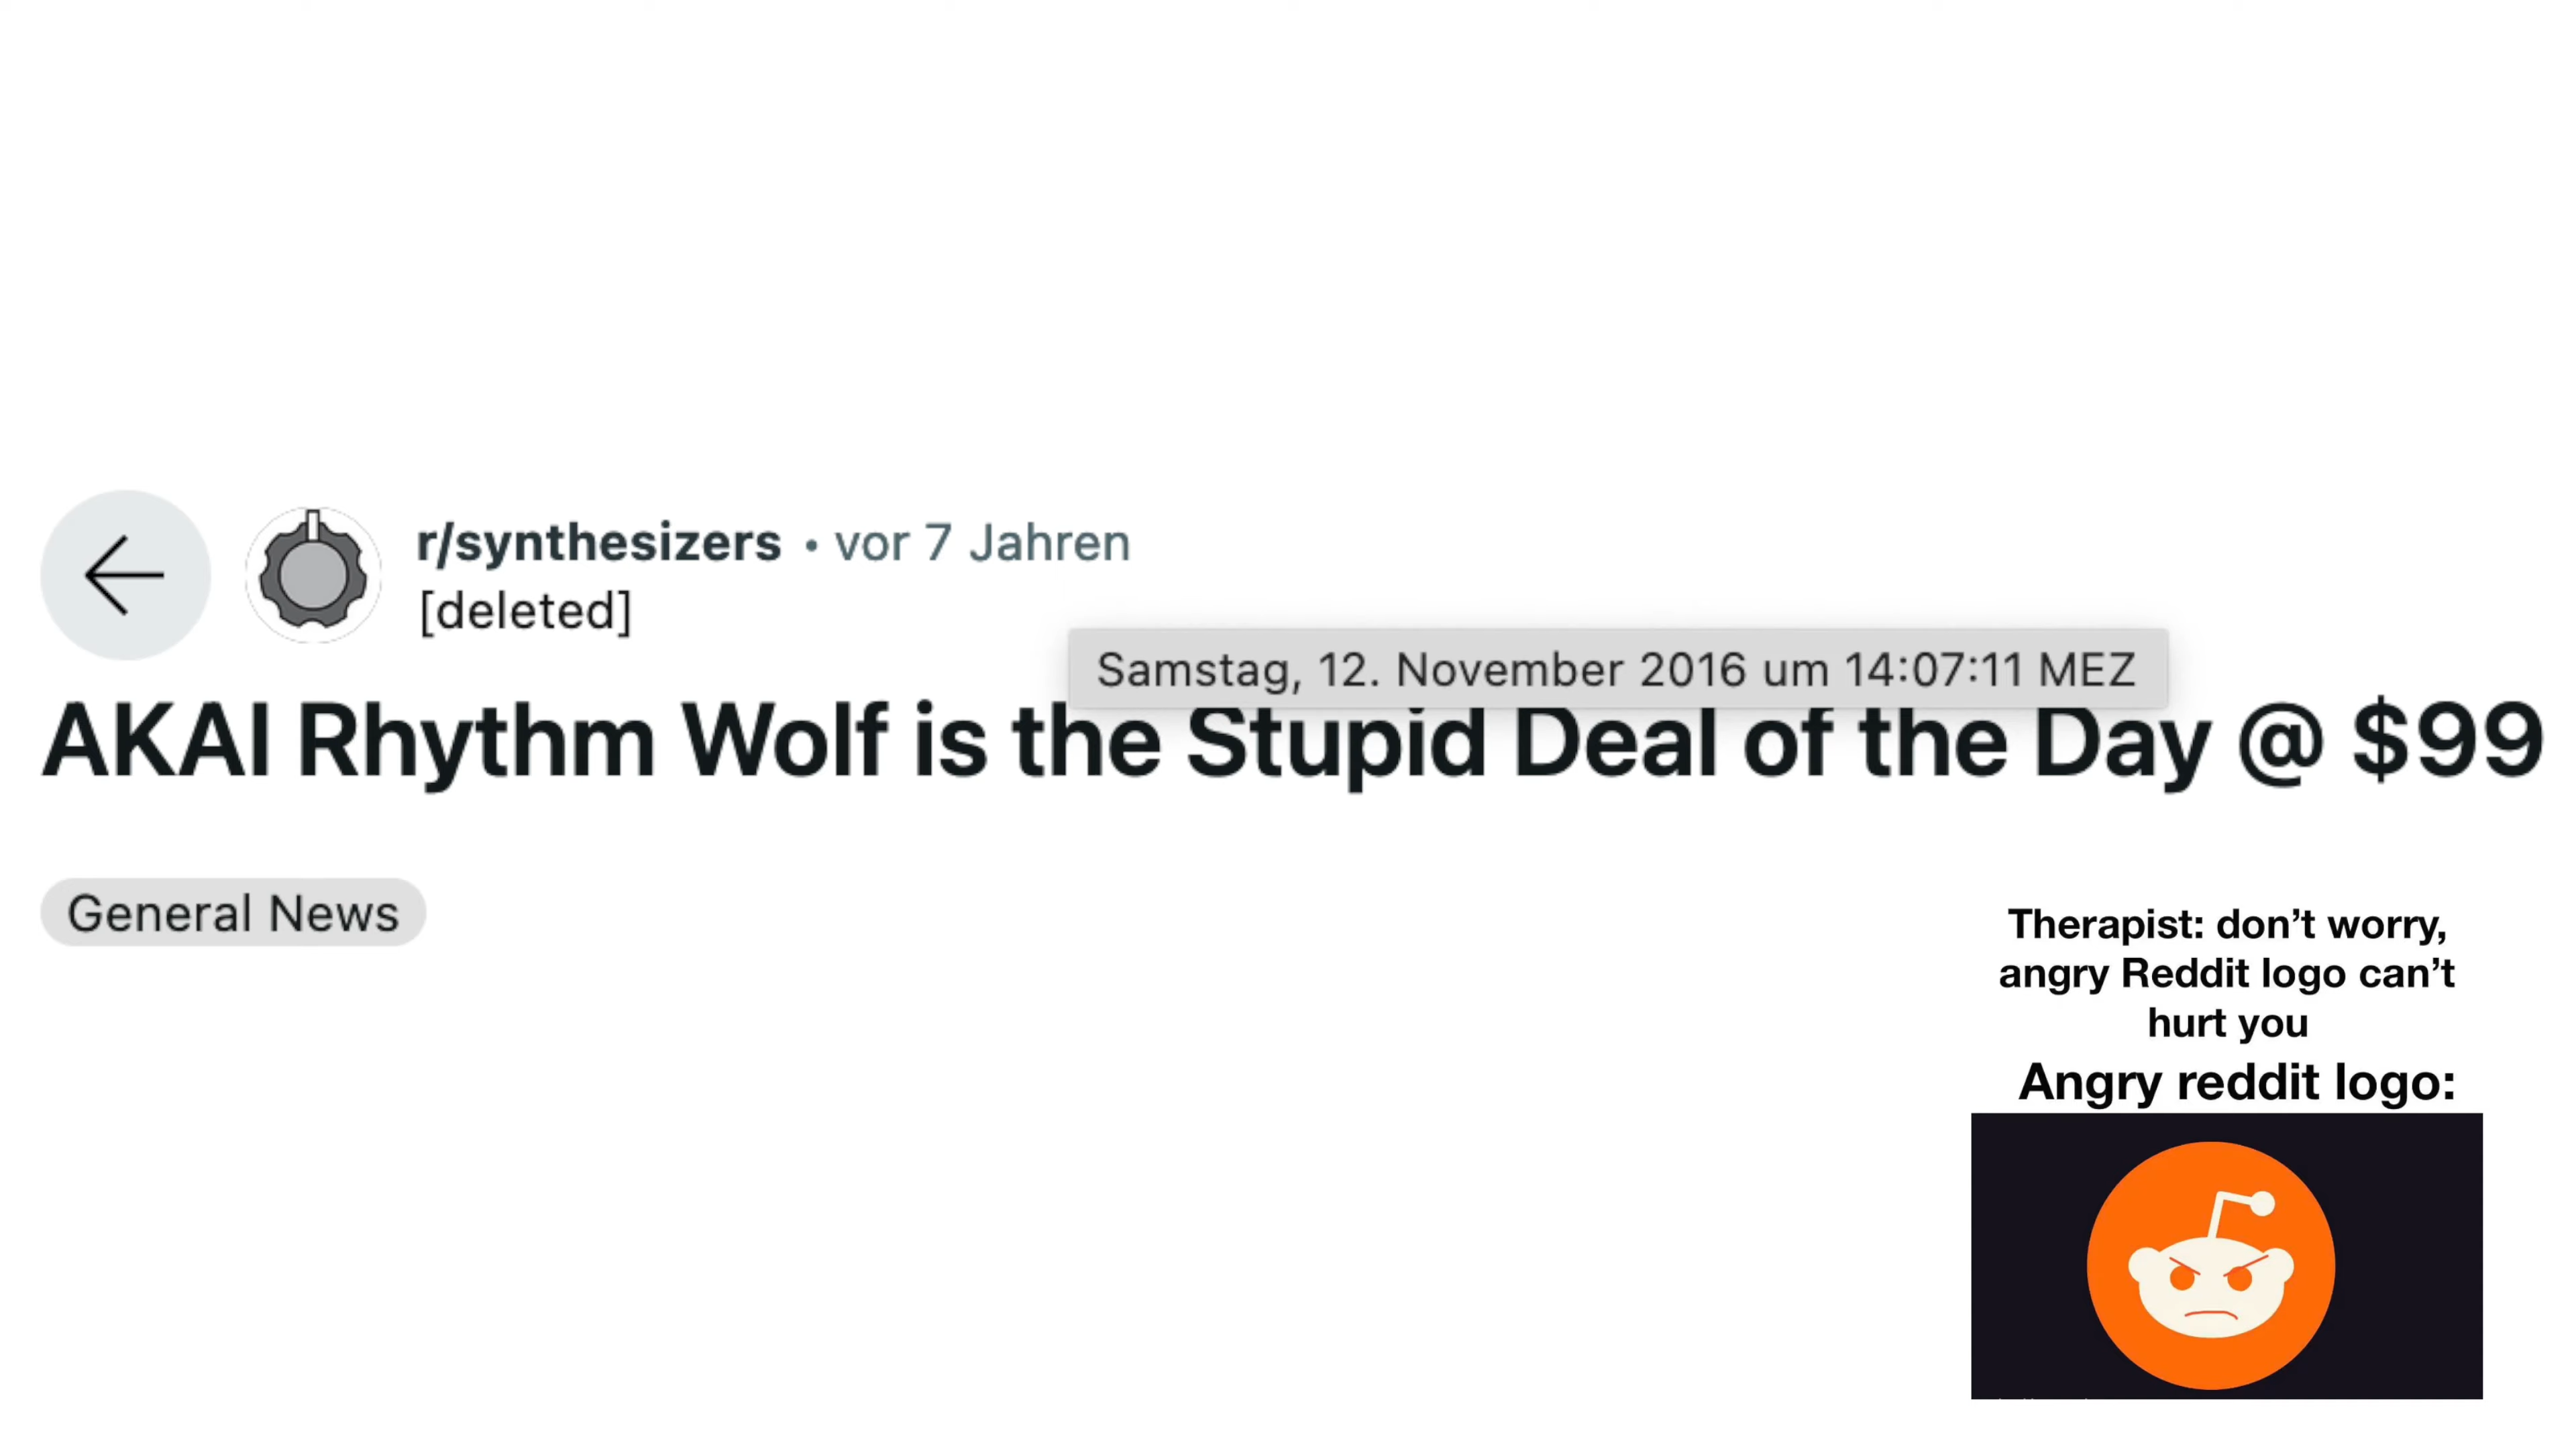 r/synthesizers • vor 7 Jahren
[deleted]
Samstag, 12. November 2016 um 14:07:11 MEZ
AKAI Rhythm Wolf is the Stupid Deal of the Day @ $99
General News
Therapist: don’t worry,
angry Reddit logo can’t
hurt you
Angry reddit logo: